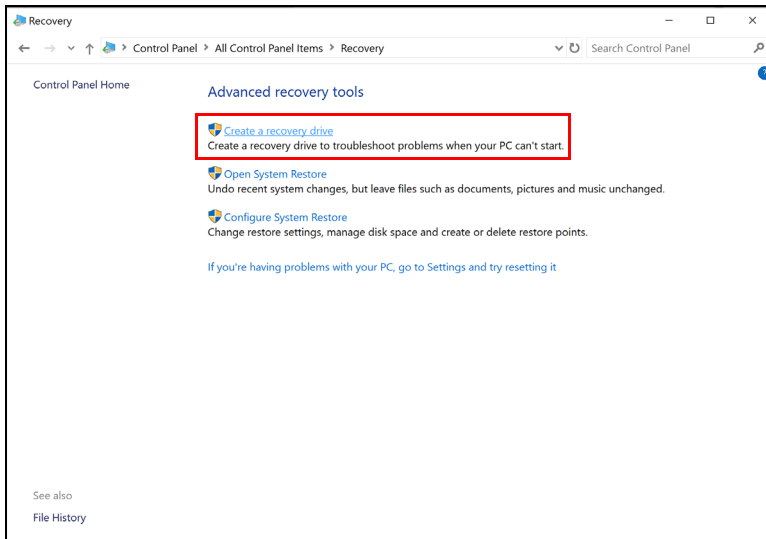 Recovery
Control Panel > All Control Panel Items > Recovery
Search Control Panel
Control Panel Home
Advanced recovery tools
Create a recovery drive
Create a recovery drive to troubleshoot problems when your PC can't start.
Open System Restore
Undo recent system changes, but leave files such as documents, pictures and music unchanged.
Configure System Restore
Change restore settings, manage disk space and create or delete restore points.
If you're having problems with your PC, go to Settings and try resetting it
See also
File History